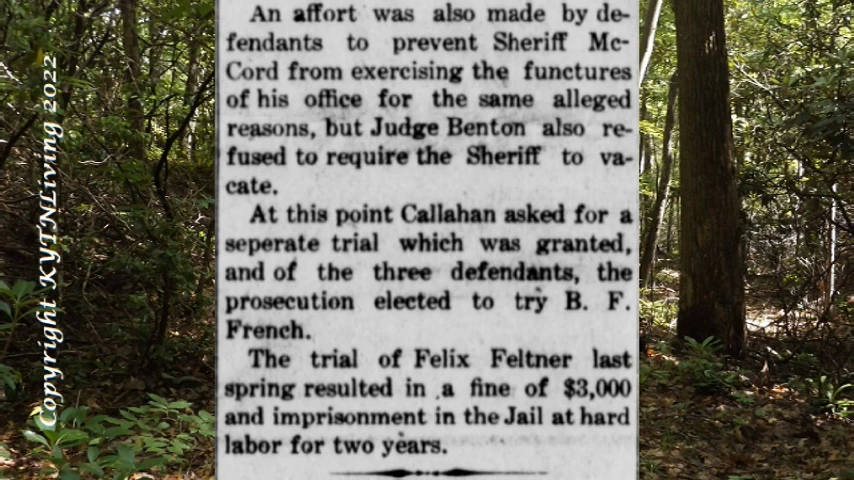 An affort was also made by de-
fendants to prevent Sheriff Mc-
Cord from exercising the functures
of his office for the same alleged
reasons, but Judge Benton also re-
fused to require the Sheriff to va-
cate.
At this point Callahan asked for a
seperate trial which was granted,
and of the three defendants, the
prosecution elected to try B. F.
French.
The trial of Felix Feltner last
spring resulted in a fine of $3,000
and imprisonment in the Jail at hard
labor for two years.
Copyright KYTNLiving 2022